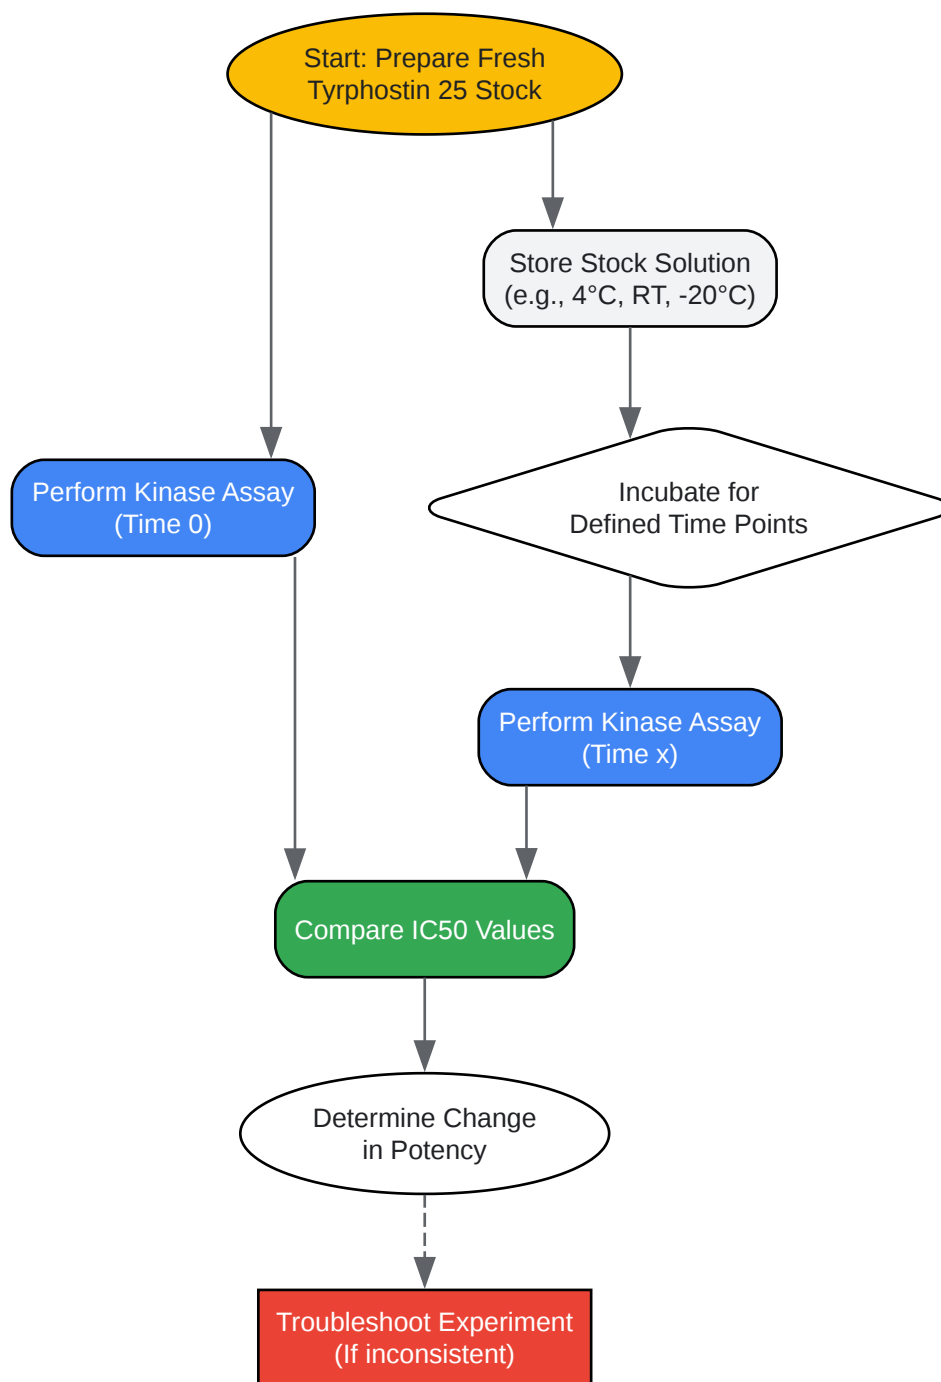 Start: Prepare Fresh
Tyrphostin 25 Stock
Store Stock Solution
(e.g., 4°C, RT, -20°C)
Perform Kinase Assay
(Time 0)
Incubate for
Defined Time Points
Perform Kinase Assay
(Time x)
Compare IC50 Values
Determine Change
in Potency
Troubleshoot Experiment
(If inconsistent)